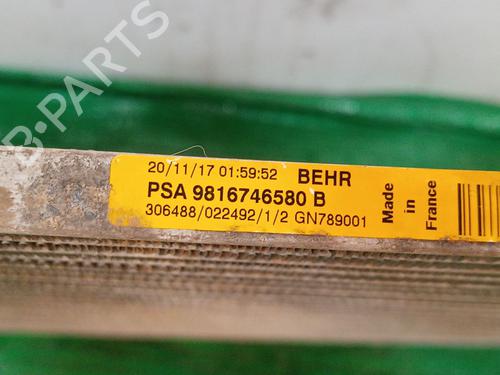 B-PARTS
20/11/17 01:59:52 BEHR
PSA 9816746580 B
306488/022492/1/2 GN789001
Made
in
France